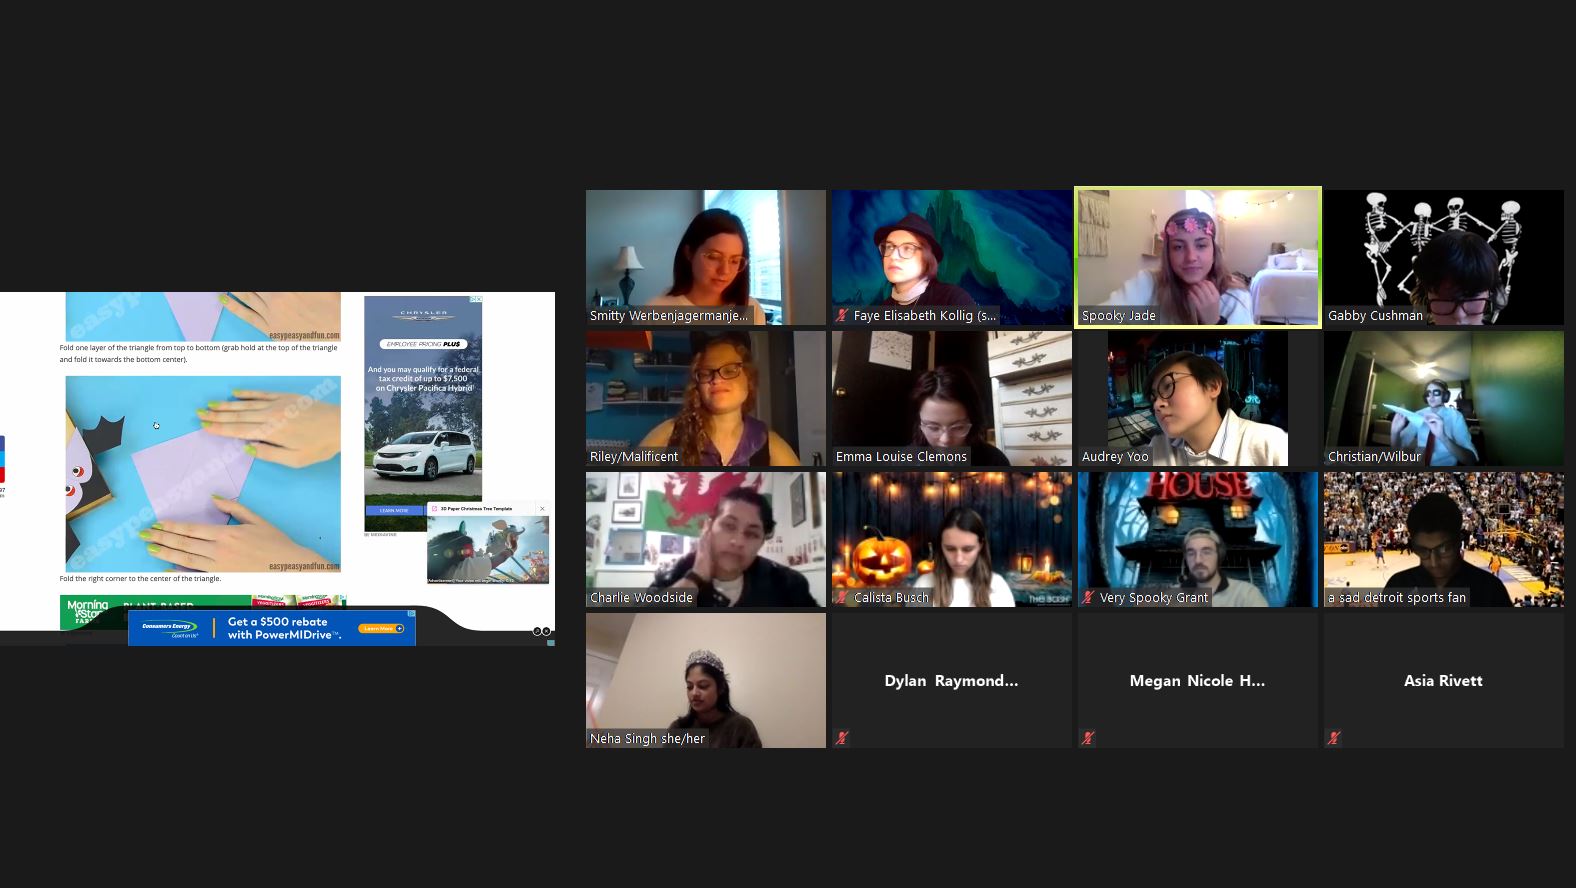 easypeasyandfun.com
Fold one layer of the triangle from top to bottom (grab hold at the top of the triangle
and fold it towards the bottom center).
easypeasyandfun.com
Fold the right corner to the center of the triangle.
CHRYSLER
EMPLOYEE PRICING PLUS
And you may qualify for a federal
tax credit of up to $7,500
on Chrysler Pacifica Hybrid
LEARN MORE
3D Paper Christmas Tree Template
Morning
Star
FARMS
PLANT-BASED
Consumers Energy
Count on Us
Get a $500 rebate
with PowerMIDrive™.
Learn More
Smitty Werbenjagermanje...
Faye Elisabeth Kollig (s...
Spooky Jade
Gabby Cushman
Riley/Malificent
Emma Louise Clemons
Audrey Yoo
Christian/Wilbur
Charlie Woodside
Calista Busch
HOUSE
Very Spooky Grant
a sad detroit sports fan
Neha Singh she/her
Dylan Raymond...
Megan Nicole H...
Asia Rivett